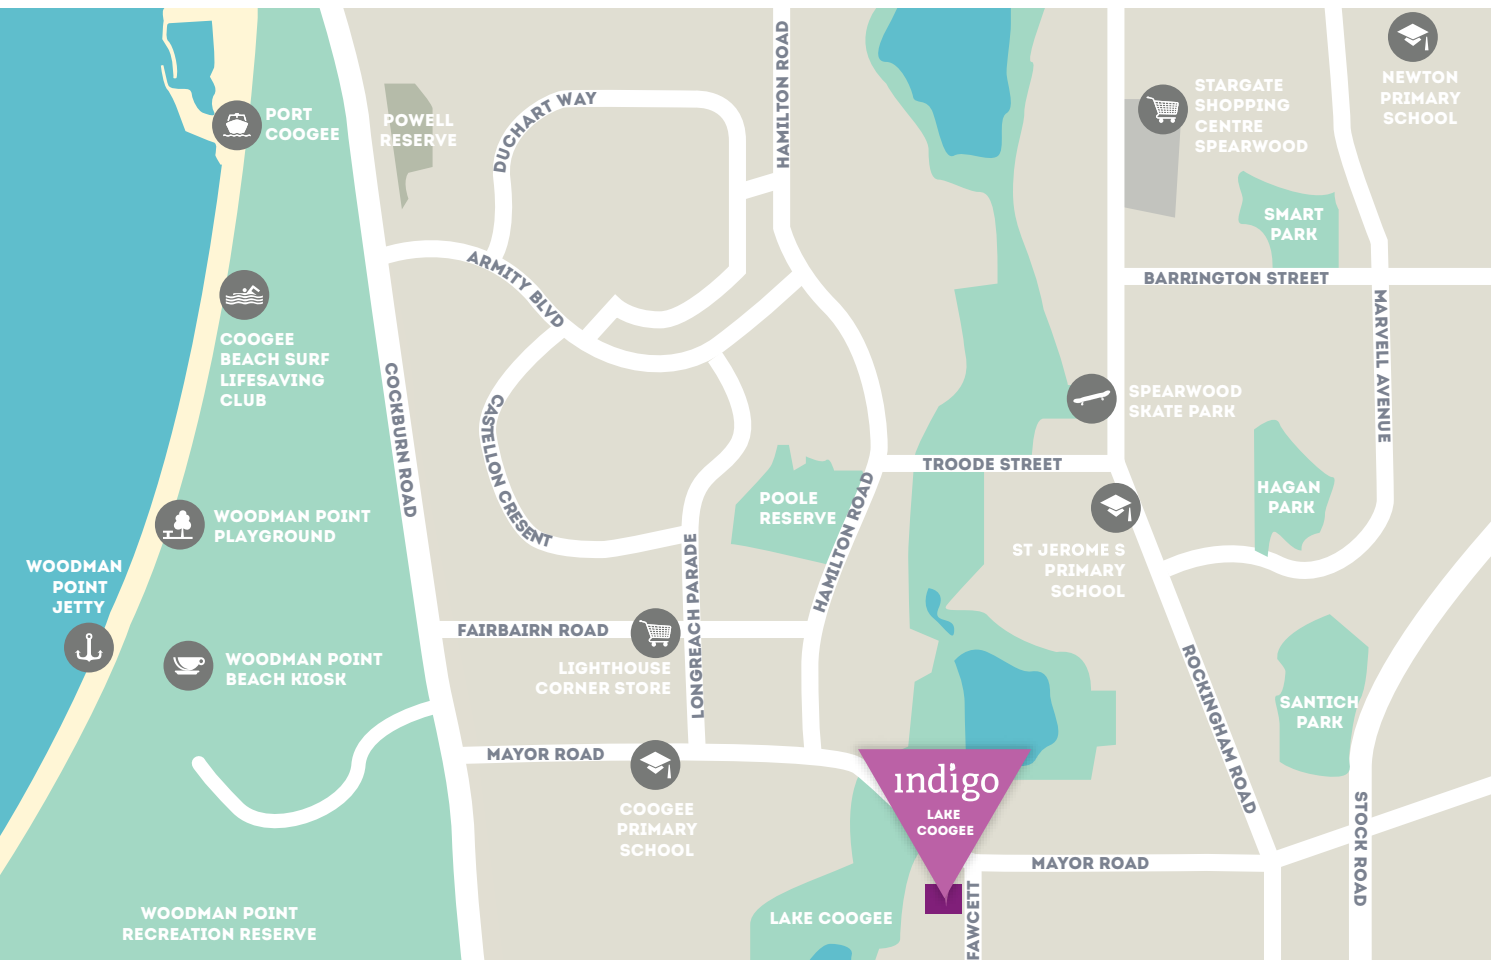 PORT
COOGEE
POWELL
RESERVE
DUCHART WAY
HAMILTON ROAD
STARGATE
SHOPPING
CENTRE
SPEARWOOD
NEWTON
PRIMARY
SCHOOL
SMART
PARK
ARMITY BLVD
BARRINGTON STREET
COOGEE
BEACH SURF
LIFESAVING
CLUB
COCKBURN ROAD
CASTELLON CRESENT
MARVELL AVENUE
SPEARWOOD
SKATE PARK
TROODE STREET
POOLE
RESERVE
HAMILTON ROAD
HAGAN
PARK
WOODMAN POINT
PLAYGROUND
WOODMAN
POINT
JETTY
ST JEROME S
PRIMARY
SCHOOL
LONGREACH PARADE
FAIRBAIRN ROAD
LIGHTHOUSE
CORNER STORE
WOODMAN POINT
BEACH KIOSK
ROCKINGHAM ROAD
SANTICH
PARK
MAYOR ROAD
indigo
LAKE
COOGEE
COOGEE
PRIMARY
SCHOOL
STOCK ROAD
MAYOR ROAD
FAWCETT
LAKE COOGEE
WOODMAN POINT
RECREATION RESERVE